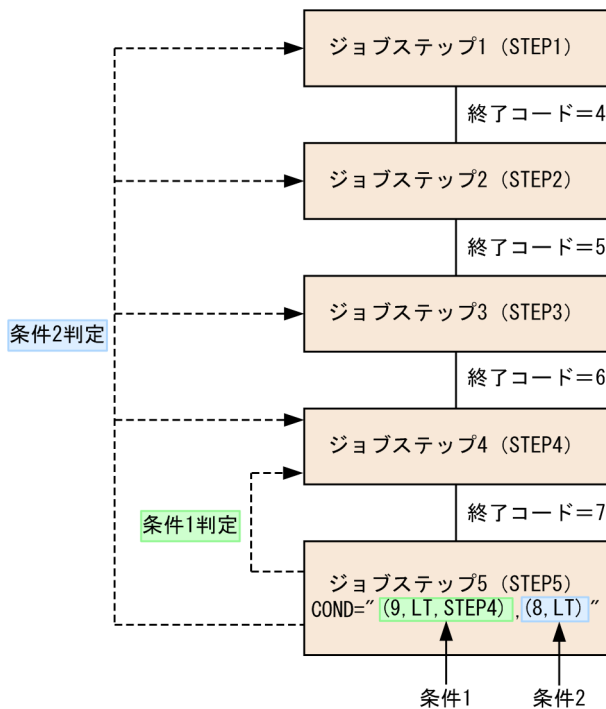 ジョブステップ1（STEP1）
終了コード＝4
ジョブステップ2（STEP2）
終了コード＝5
ジョブステップ3（STEP3）
条件2判定
終了コード＝6
ジョブステップ4（STEP4）
条件1判定
終了コード＝7
ジョブステップ5（STEP5）
COND="(9,LT,STEP4),(8,LT)"
条件1
条件2